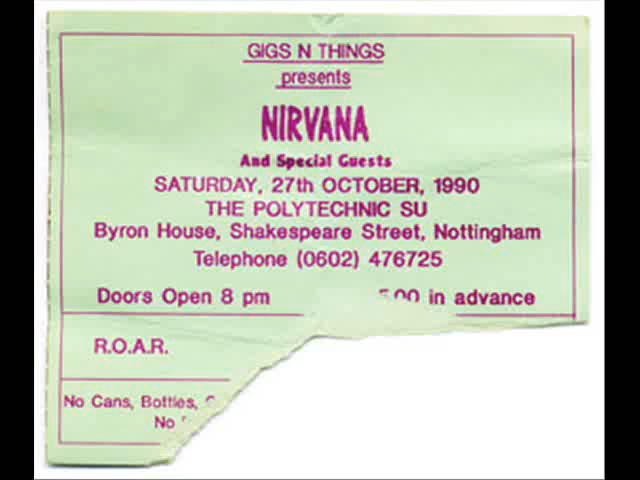 GIGS N THINGS
presents
NIRVANA
And Special Guests
SATURDAY, 27th OCTOBER, 1990
THE POLYTECHNIC SU
Byron House, Shakespeare Street, Nottingham
Telephone (0602) 476725
Doors Open 8 pm 5.00 in advance
R.O.A.R.
No Cans, Bottles,
No